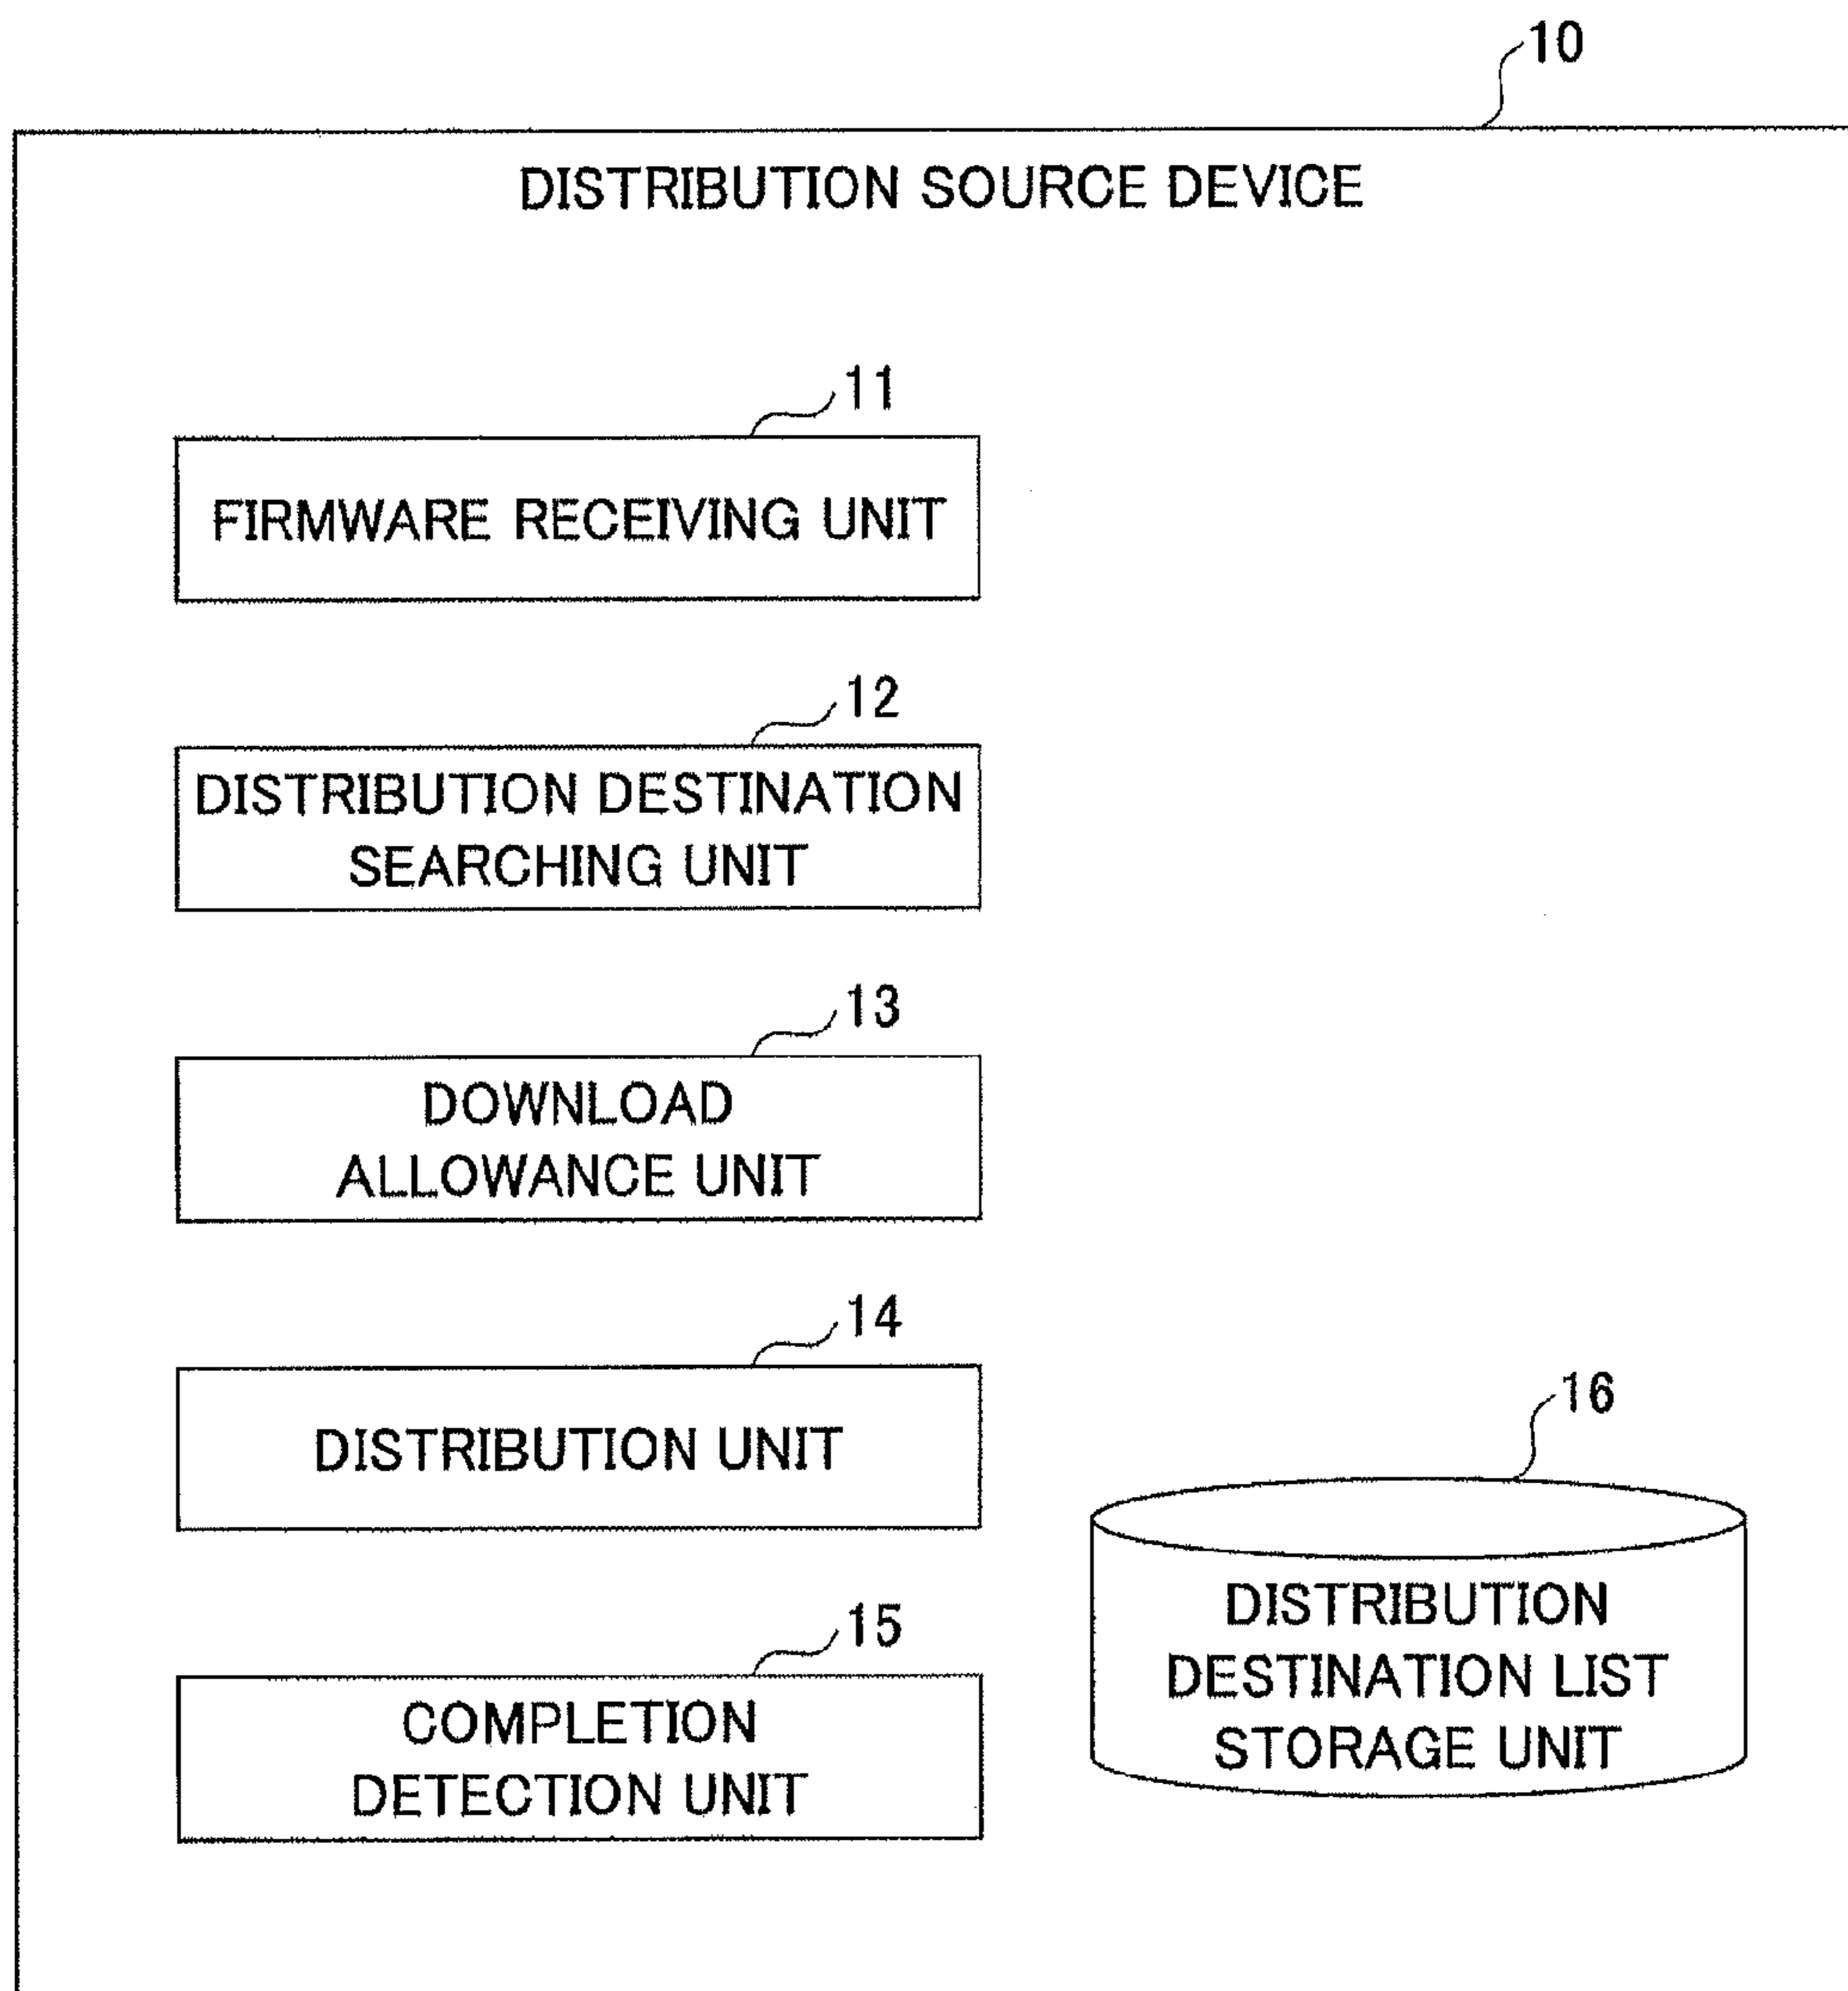 10
DISTRIBUTION SOURCE DEVICE
11
FIRMWARE RECEIVING UNIT
12
DISTRIBUTION DESTINATION
SEARCHING UNIT
13
DOWNLOAD
ALLOWANCE UNIT
14
DISTRIBUTION UNIT
15
COMPLETION
DETECTION UNIT
16
DISTRIBUTION
DESTINATION LIST
STORAGE UNIT